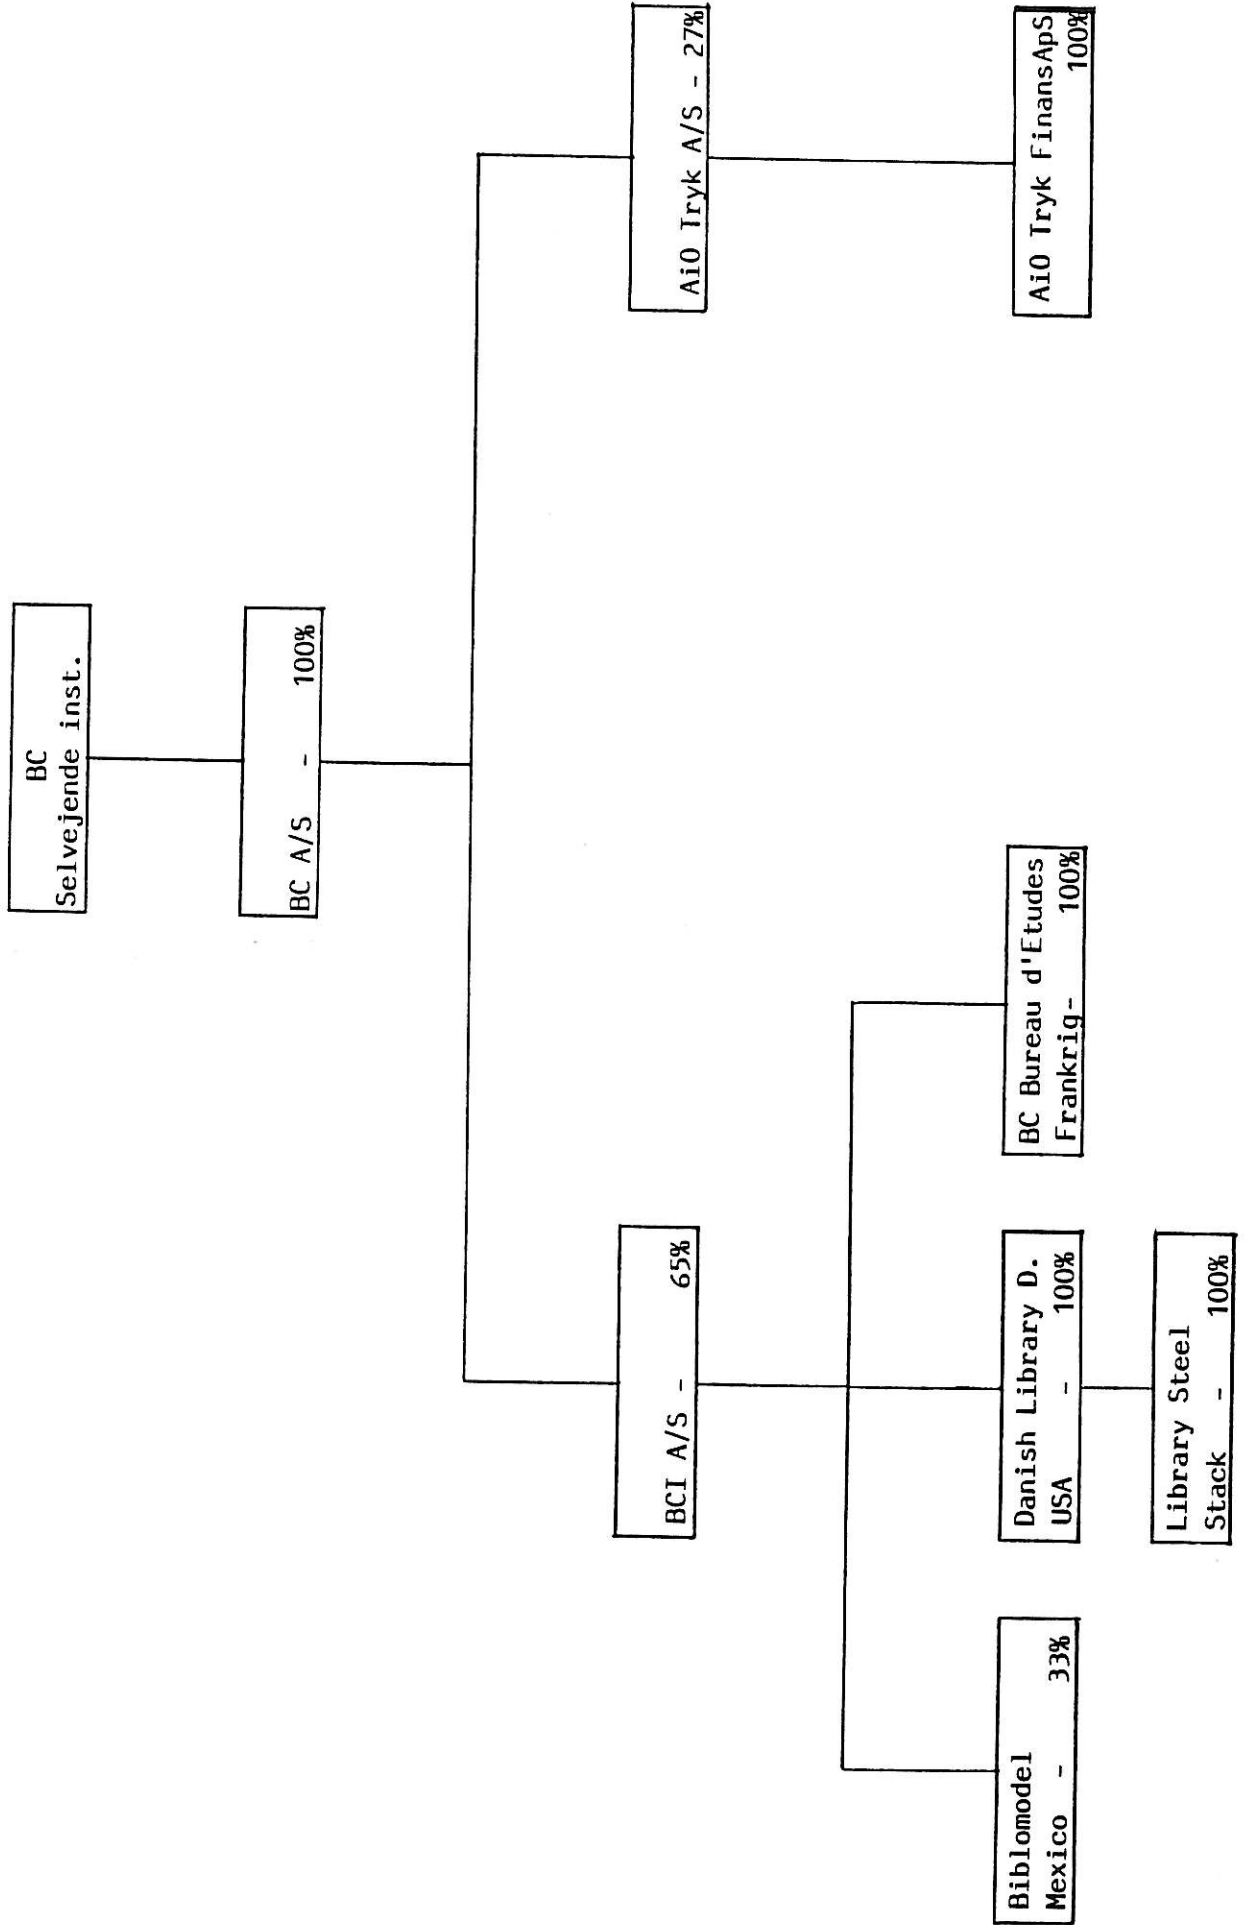 BC
Selvejende inst.
BC A/S - 100%
BCI A/S - 65%
AiO Tryk A/S - 27%
Biblomodel
Mexico - 33%
Danish Library D.
USA - 100%
BC Bureau d'Etudes
Frankrig- 100%
AiO Tryk FinansApS
100%
Library Steel
Stack - 100%